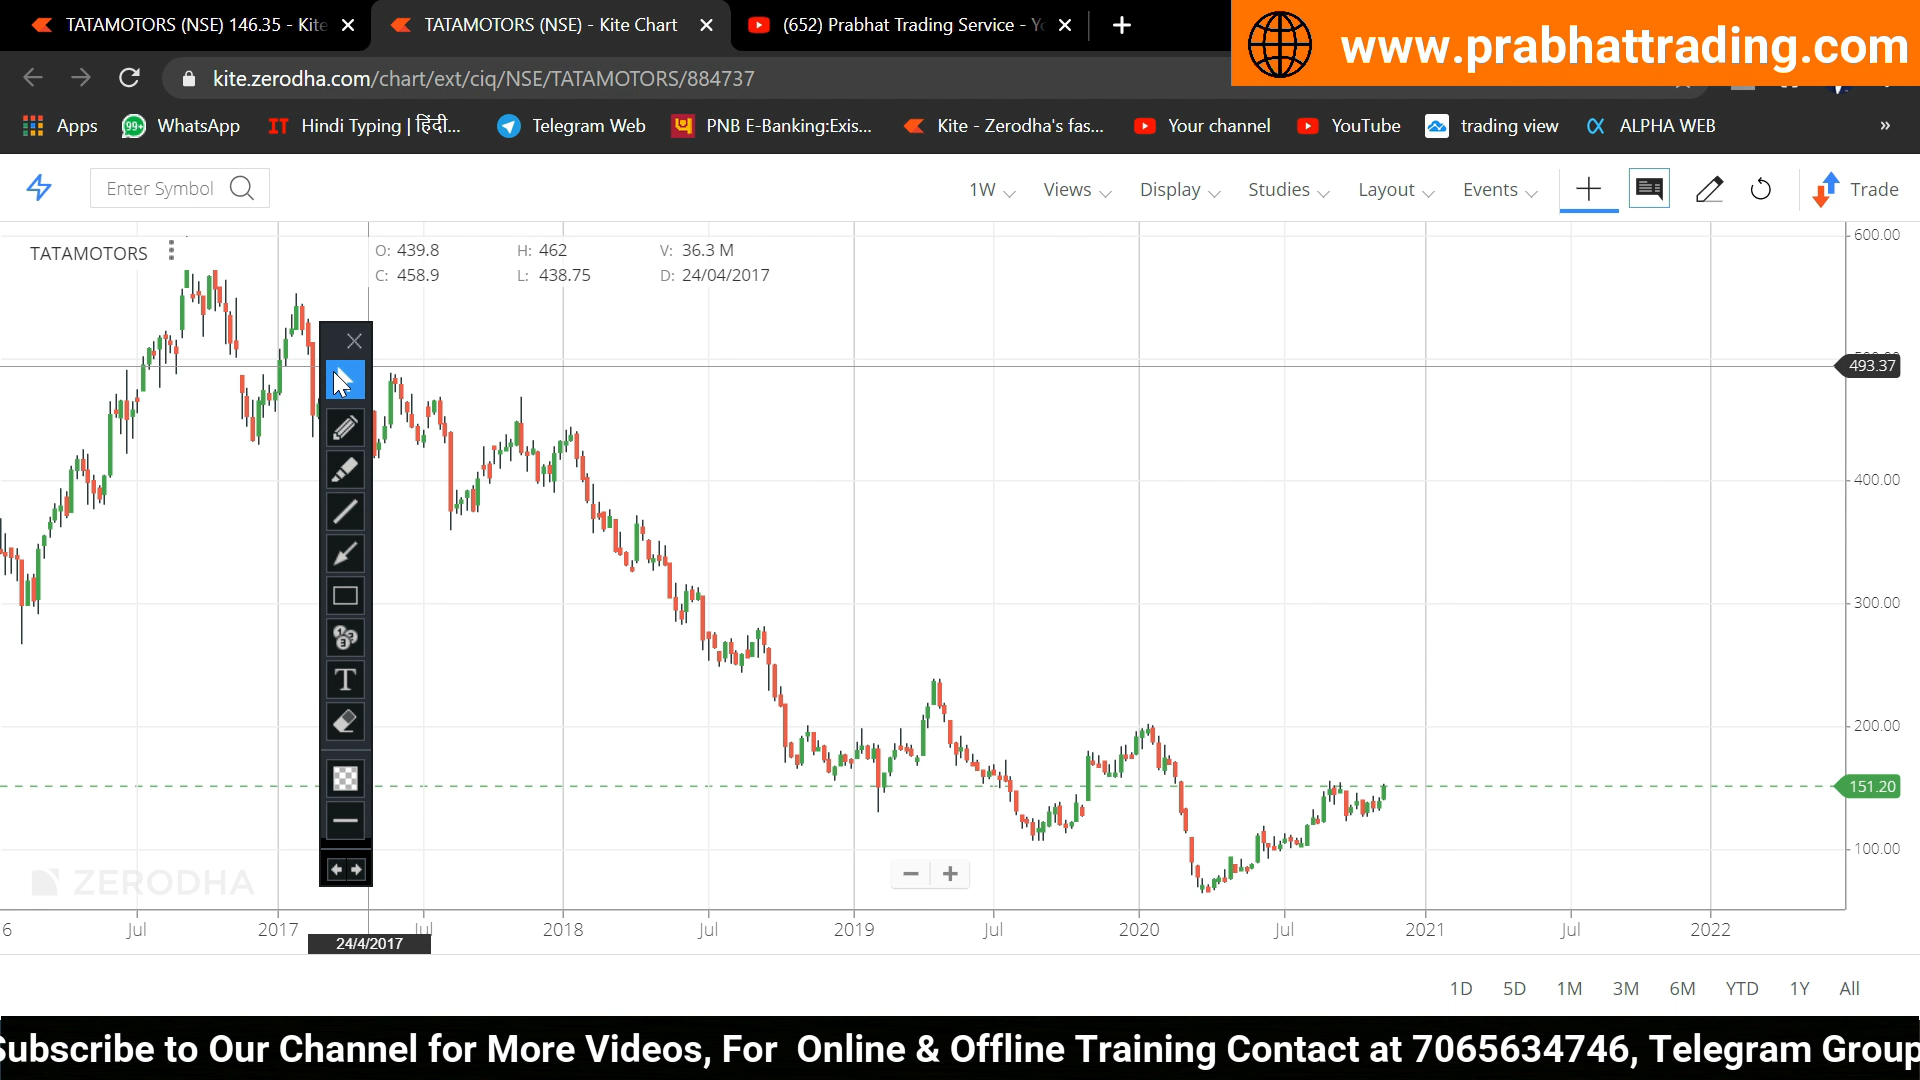 TATAMOTORS (NSE) 146.35 - Kite
TATAMOTORS (NSE) - Kite Chart
(652) Prabhat Trading Service - Yo
www.prabhattrading.com
kite.zerodha.com/chart/ext/ciq/NSE/TATAMOTORS/884737
Apps
99+
WhatsApp
IT
Hindi Typing | हिंदी...
Telegram Web
PNB E-Banking:Exis...
Kite - Zerodha's fas...
Your channel
YouTube
trading view
ALPHA WEB
»
Enter Symbol
1W
Views
Display
Studies
Layout
Events
Trade
TATAMOTORS
O: 439.8 H: 462 V: 36.3 M
C: 458.9 L: 438.75 D: 24/04/2017
600.00
493.37
400.00
300.00
200.00
151.20
100.00
T
ZERODHA
6 Jul 2017 Jul 2018 Jul 2019 Jul 2020 Jul 2021 Jul 2022
24/4/2017
1D 5D 1M 3M 6M YTD 1Y All
Subscribe to Our Channel for More Videos, For Online & Offline Training Contact at 7065634746, Telegram Group